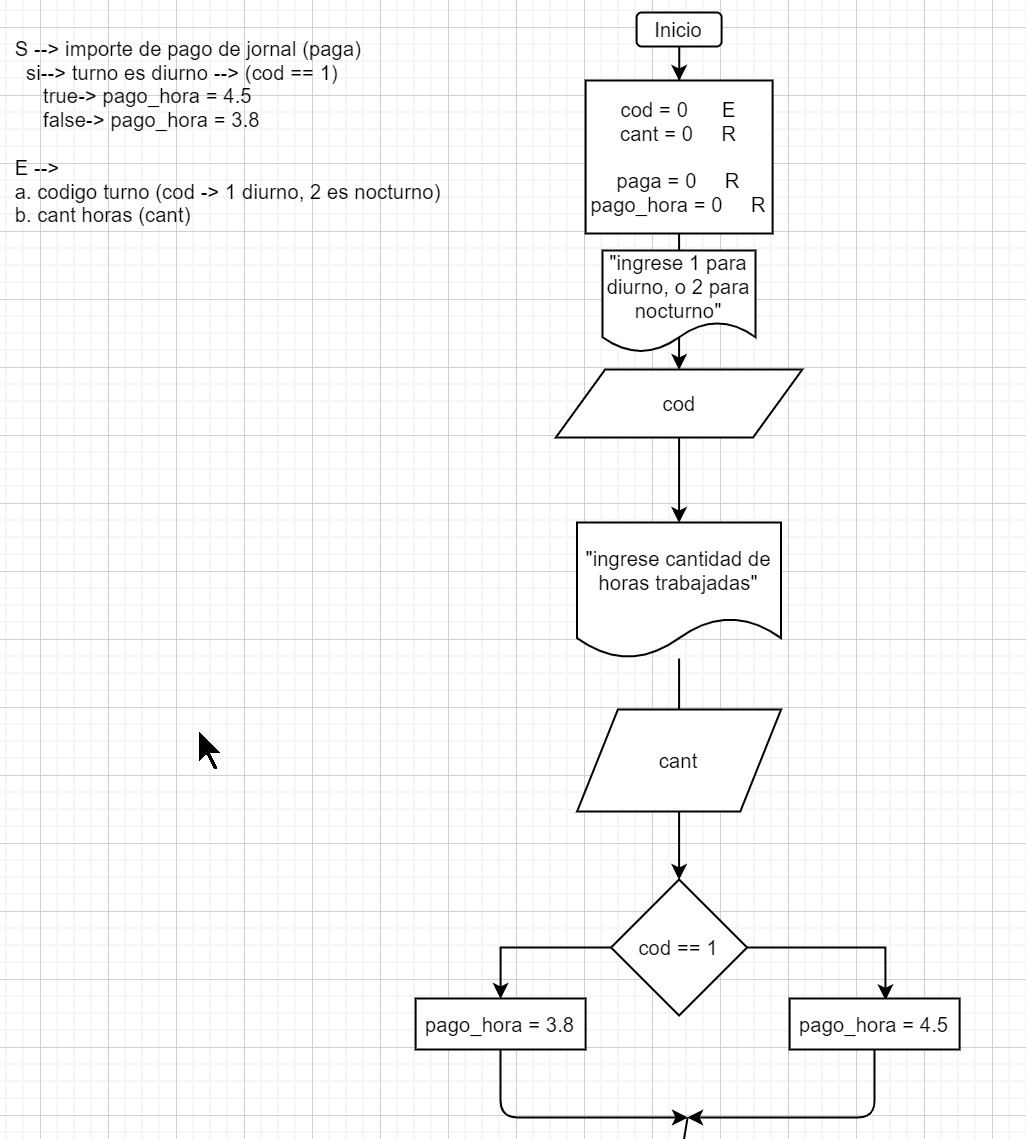 S --> importe de pago de jornal (paga)
si--> turno es diurno --> (cod == 1)
true-> pago_hora = 4.5
false-> pago_hora = 3.8
E -->
a. codigo turno (cod -> 1 diurno, 2 es nocturno)
b. cant horas (cant)
Inicio
cod = 0 E
cant = 0 R
paga = 0 R
pago_hora = 0 R
"ingrese 1 para
diurno, o 2 para
nocturno"
cod
"ingrese cantidad de
horas trabajadas"
cant
cod == 1
pago_hora = 3.8
pago_hora = 4.5